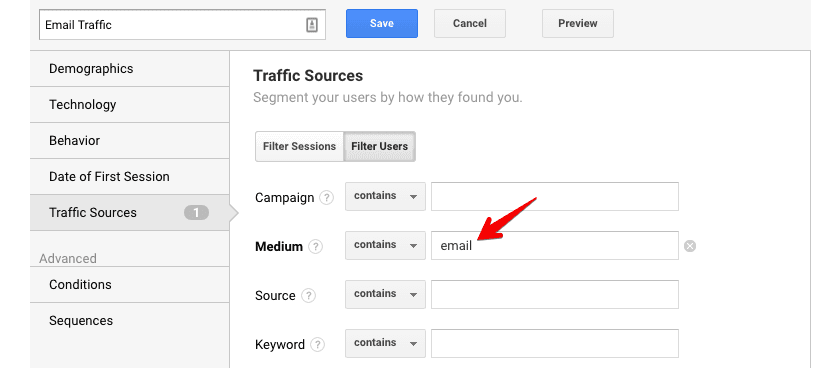 Email Traffic
Save
Cancel
Preview
Demographics
Technology
Behavior
Date of First Session
Traffic Sources 1
Advanced
Conditions
Sequences
Traffic Sources
Segment your users by how they found you.
Filter Sessions Filter Users
Campaign ? contains
Medium ? contains email
Source ? contains
Keyword ? contains